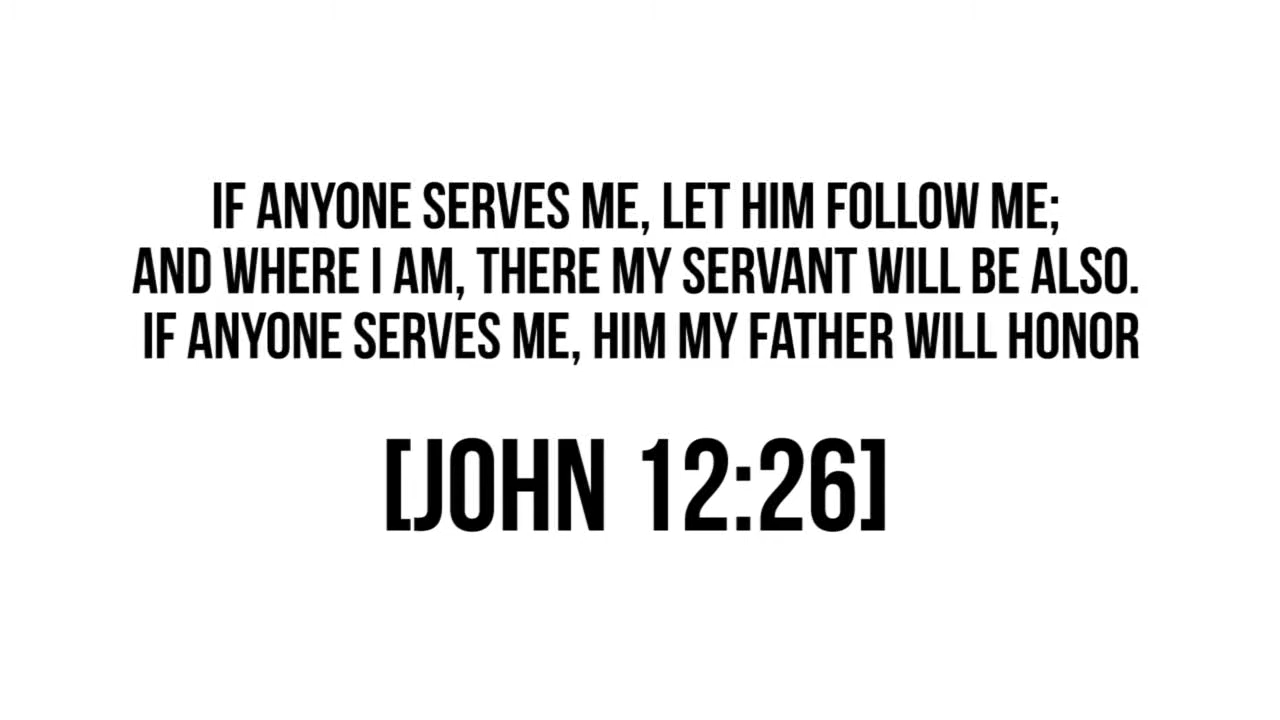 IF ANYONE SERVES ME, LET HIM FOLLOW ME;
AND WHERE I AM, THERE MY SERVANT WILL BE ALSO.
IF ANYONE SERVES ME, HIM MY FATHER WILL HONOR
[JOHN 12:26]